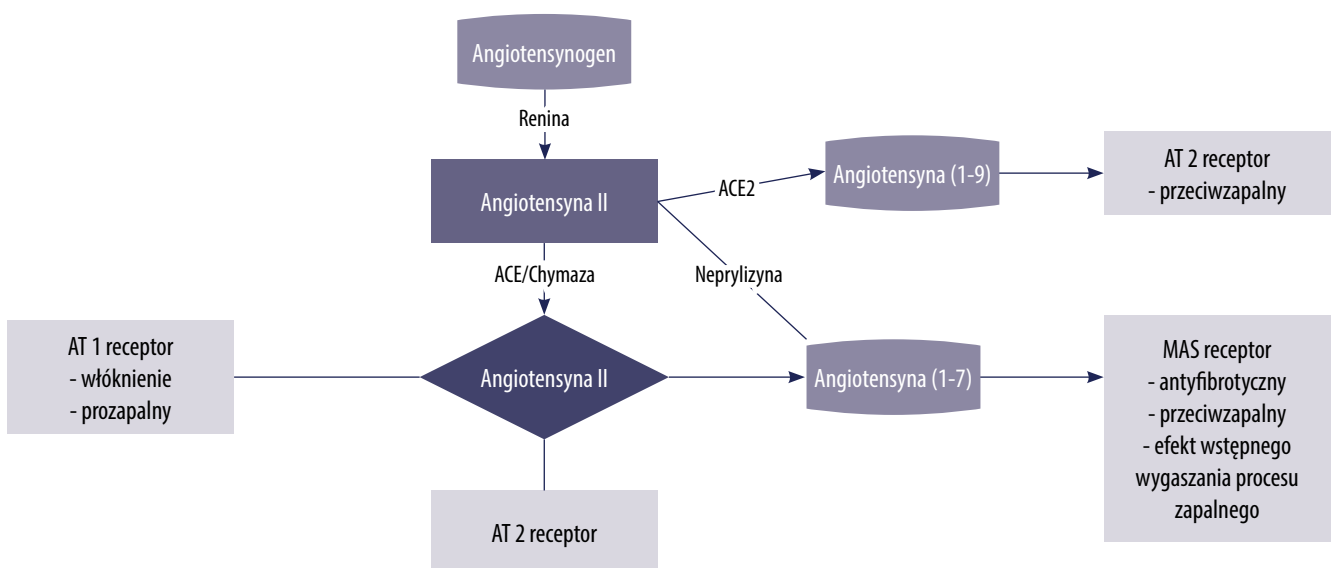 Angiotensynogen
Renina
Angiotensyna II
ACE2
Angiotensyna (1-9)
AT 2 receptor
- przeciwzapalny
ACE/Chymaza
Neprylizyna
AT 1 receptor
- włóknienie
- prozapalny
Angiotensyna II
Angiotensyna (1-7)
MAS receptor
- antyfibrotyczny
- przeciwzapalny
- efekt wstępnego
wygaszania procesu
zapalnego
AT 2 receptor